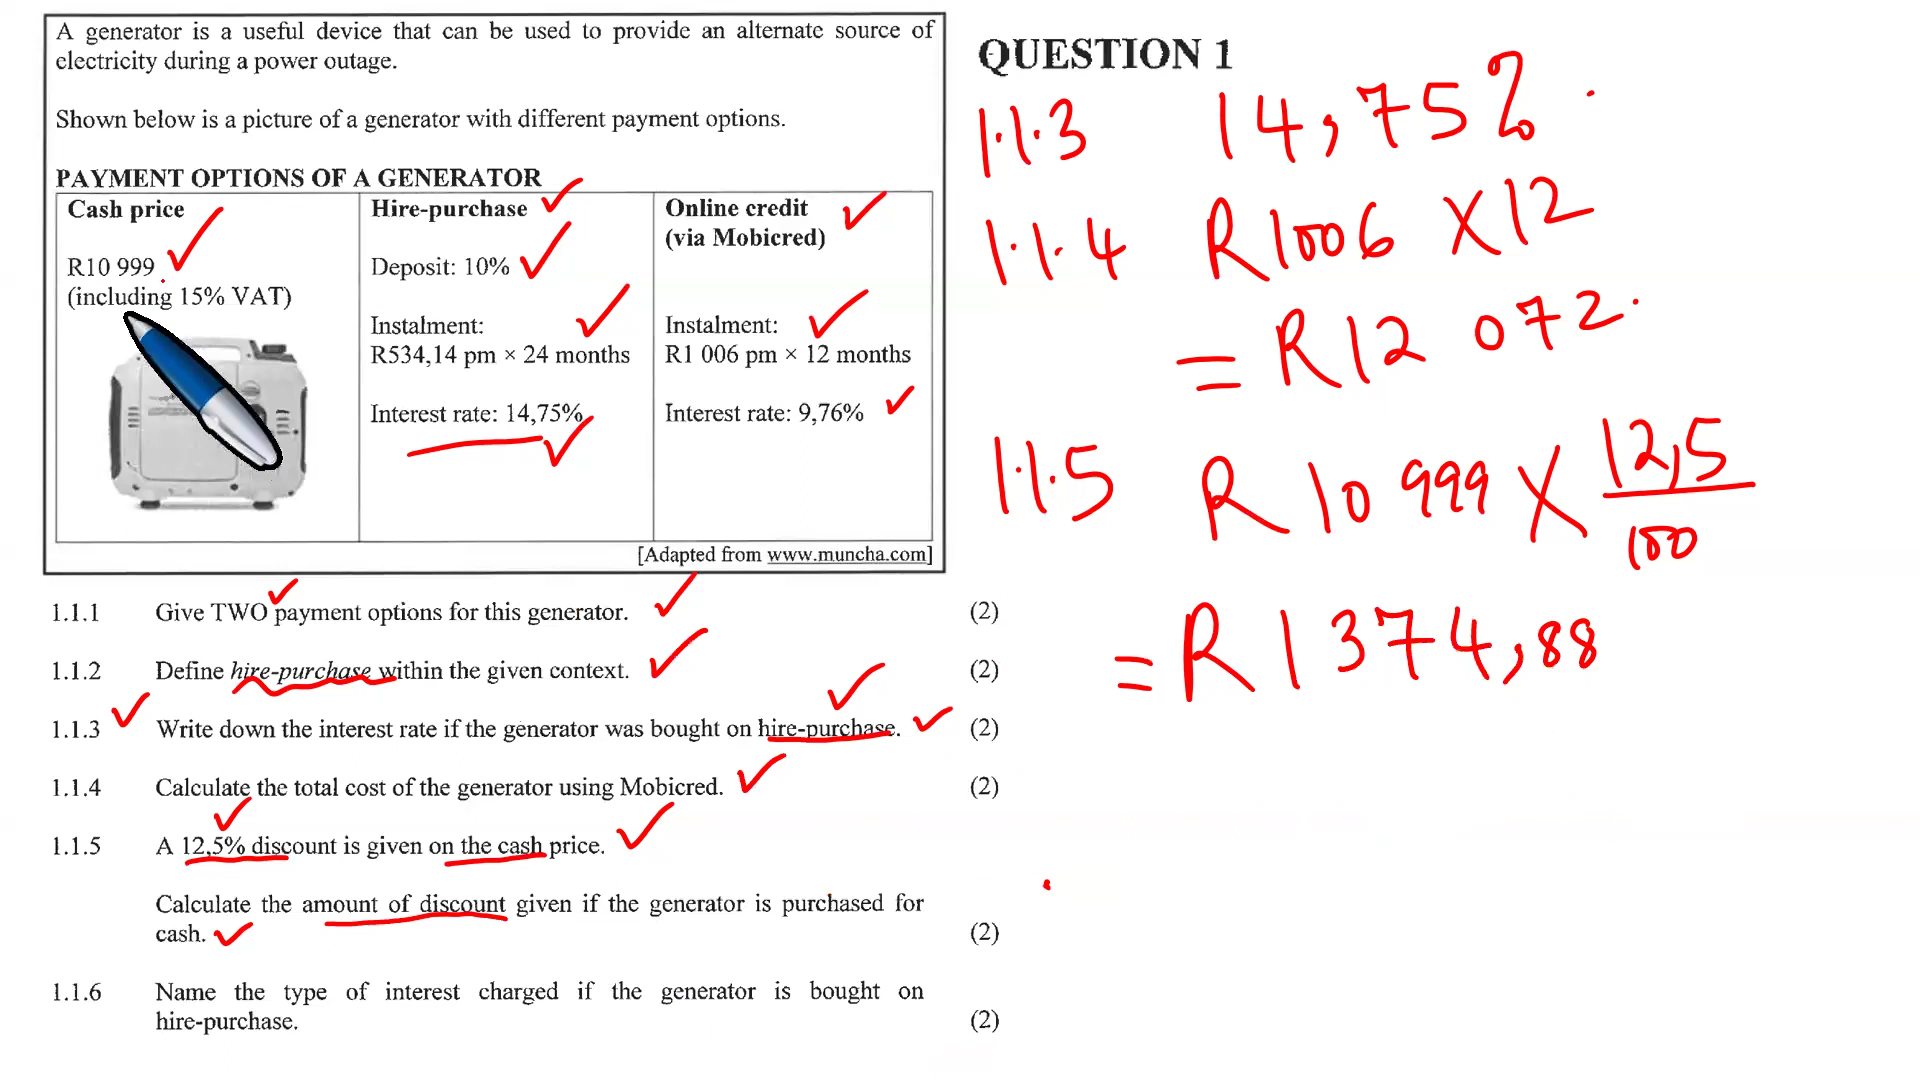 A generator is a useful device that can be used to provide an alternate source of
electricity during a power outage.
Shown below is a picture of a generator with different payment options.
PAYMENT OPTIONS OF A GENERATOR
Cash price
R10 999
(including 15% VAT)
Hire-purchase
Deposit: 10%
Instalment:
R534,14 pm × 24 months
Interest rate: 14,75%
Online credit
(via Mobicred)
Instalment:
R1 006 pm × 12 months
Interest rate: 9,76%
[Adapted from www.muncha.com]
1.1.1 Give TWO payment options for this generator. (2)
1.1.2 Define hire-purchase within the given context. (2)
1.1.3 Write down the interest rate if the generator was bought on hire-purchase. (2)
1.1.4 Calculate the total cost of the generator using Mobicred. (2)
1.1.5 A 12,5% discount is given on the cash price.
Calculate the amount of discount given if the generator is purchased for
cash. (2)
1.1.6 Name the type of interest charged if the generator is bought on
hire-purchase. (2)
QUESTION 1
1.1.3 14,75%
1.1.4 R1006 X 12
= R12 072
1.1.5 R10 999 X 12,5
100
= R1 374,88